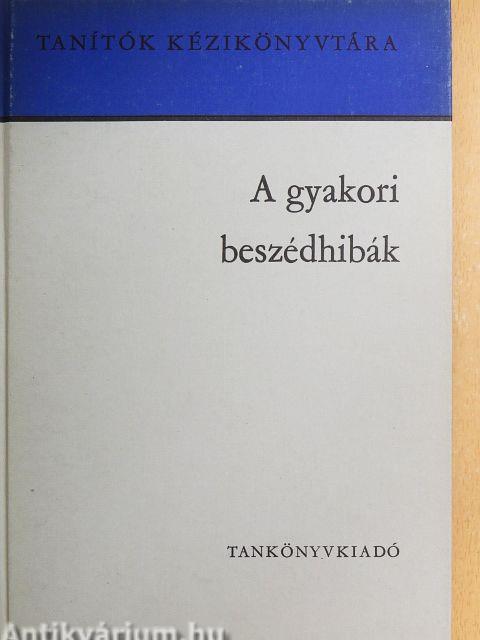 TANÍTÓK KÉZIKÖNYVTÁRA
A gyakori
beszédhibák
TANKÖNYVKIADÓ
Antikvárium.hu